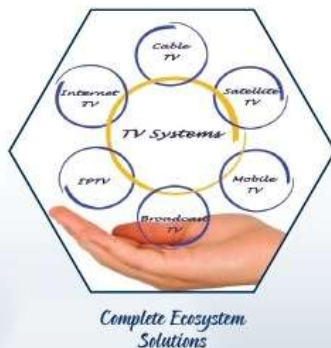 Cable
TV
Internet
TV
Satellite
TV
TV Systems
IPTV
Mobile
TV
Broadcast
TV
Complete Ecosystem
Solutions